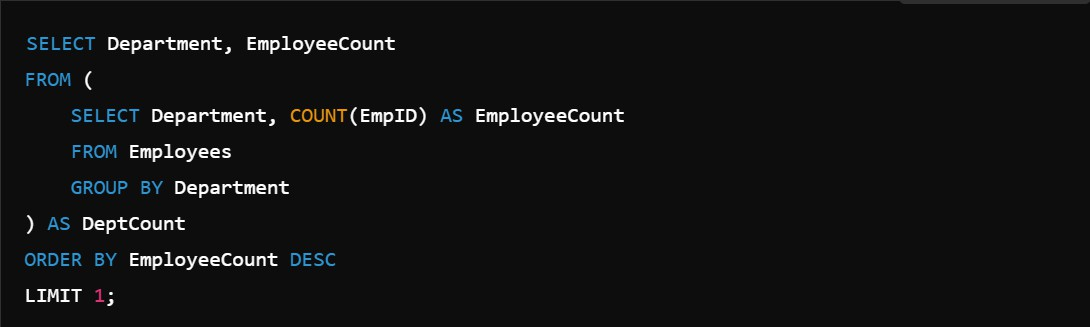 SELECT Department, EmployeeCount
FROM (
    SELECT Department, COUNT(EmpID) AS EmployeeCount
    FROM Employees
    GROUP BY Department
) AS DeptCount
ORDER BY EmployeeCount DESC
LIMIT 1;